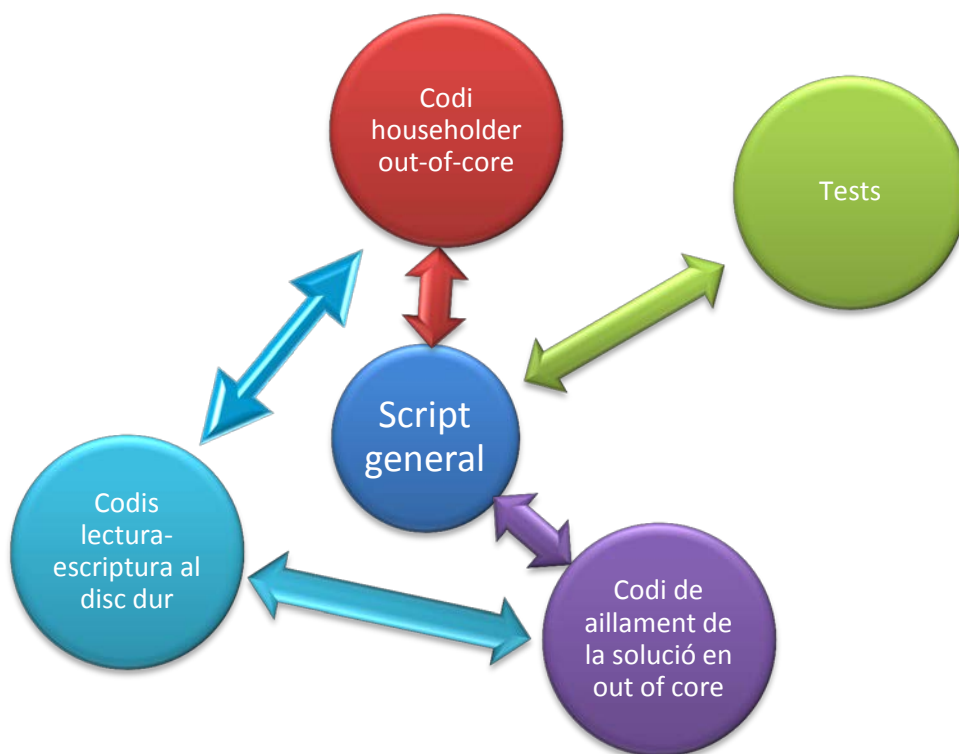 Codi
householder
out-of-core
Tests
Script
general
Codis
lectura-
escriptura al
disc dur
Codi de
aillament de
la solució en
out of core